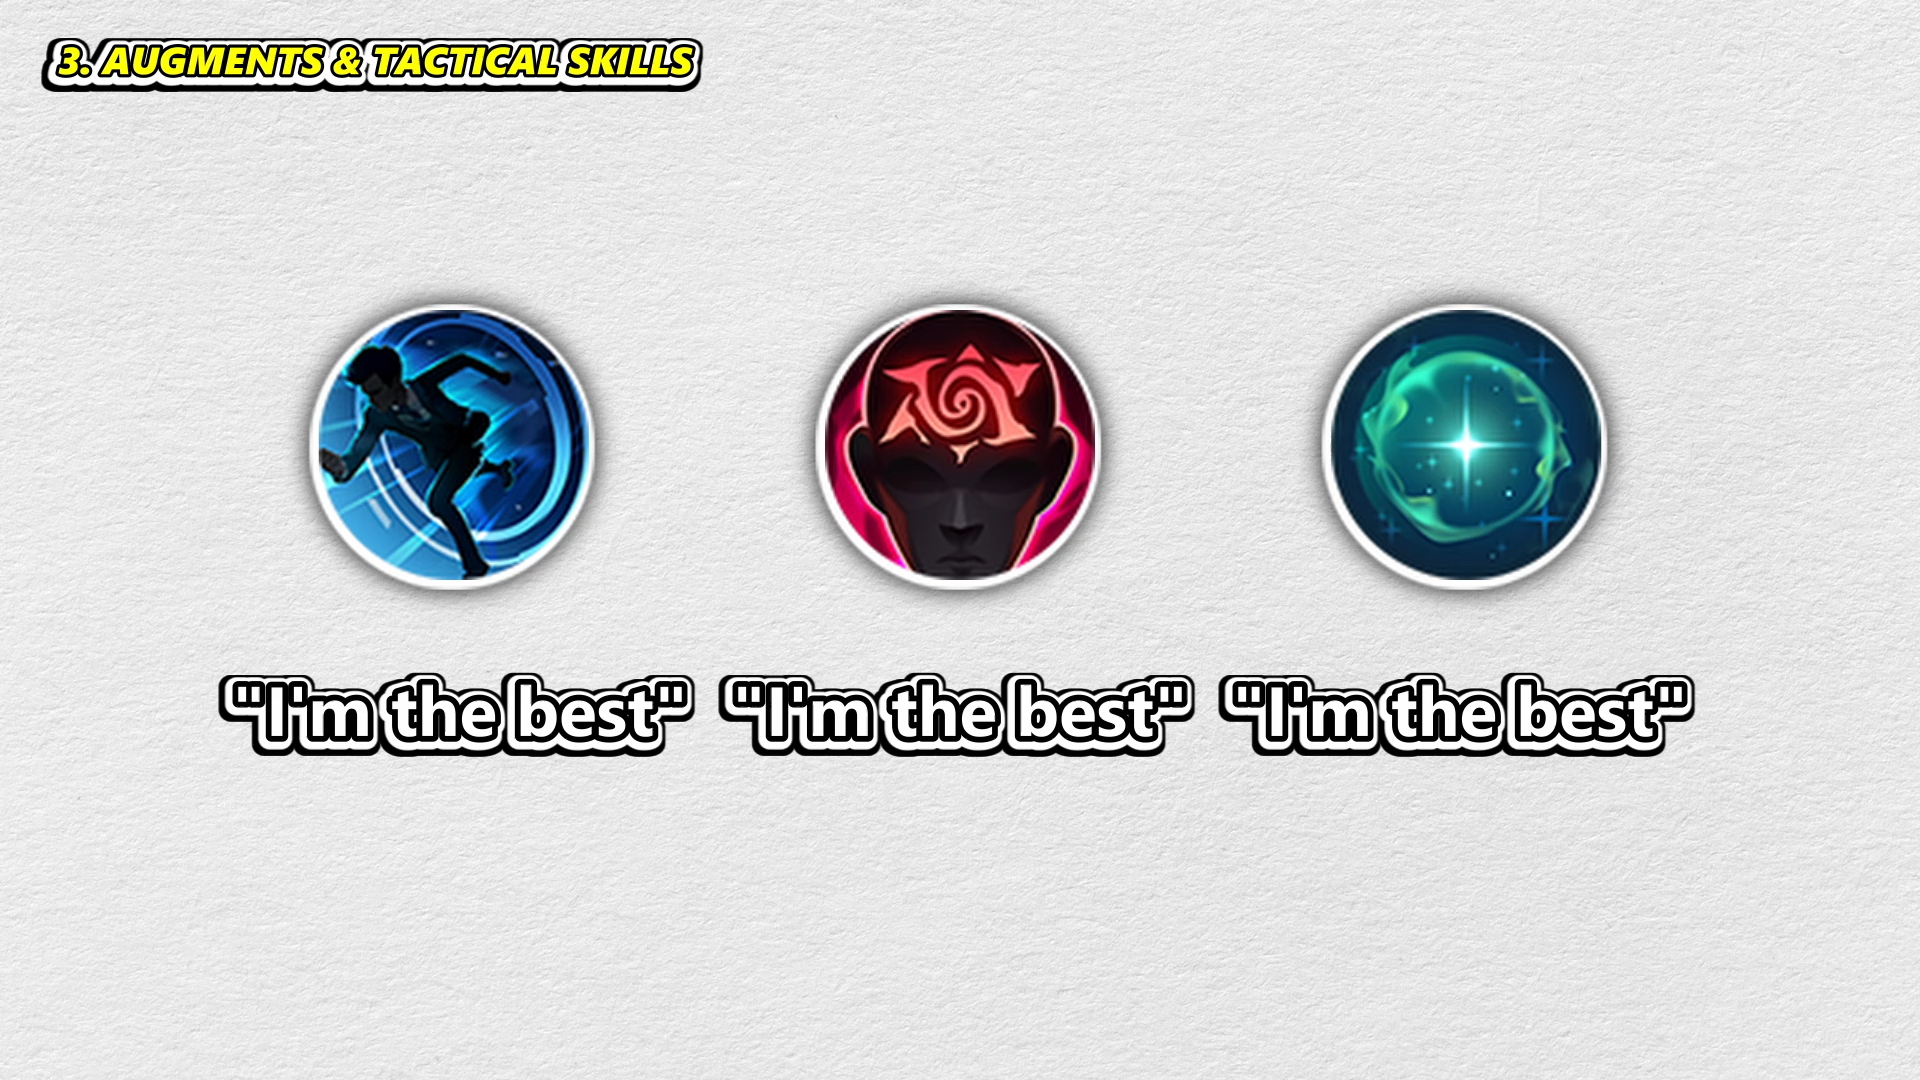 3. AUGMENTS & TACTICAL SKILLS
"I'm the best" "I'm the best" "I'm the best"